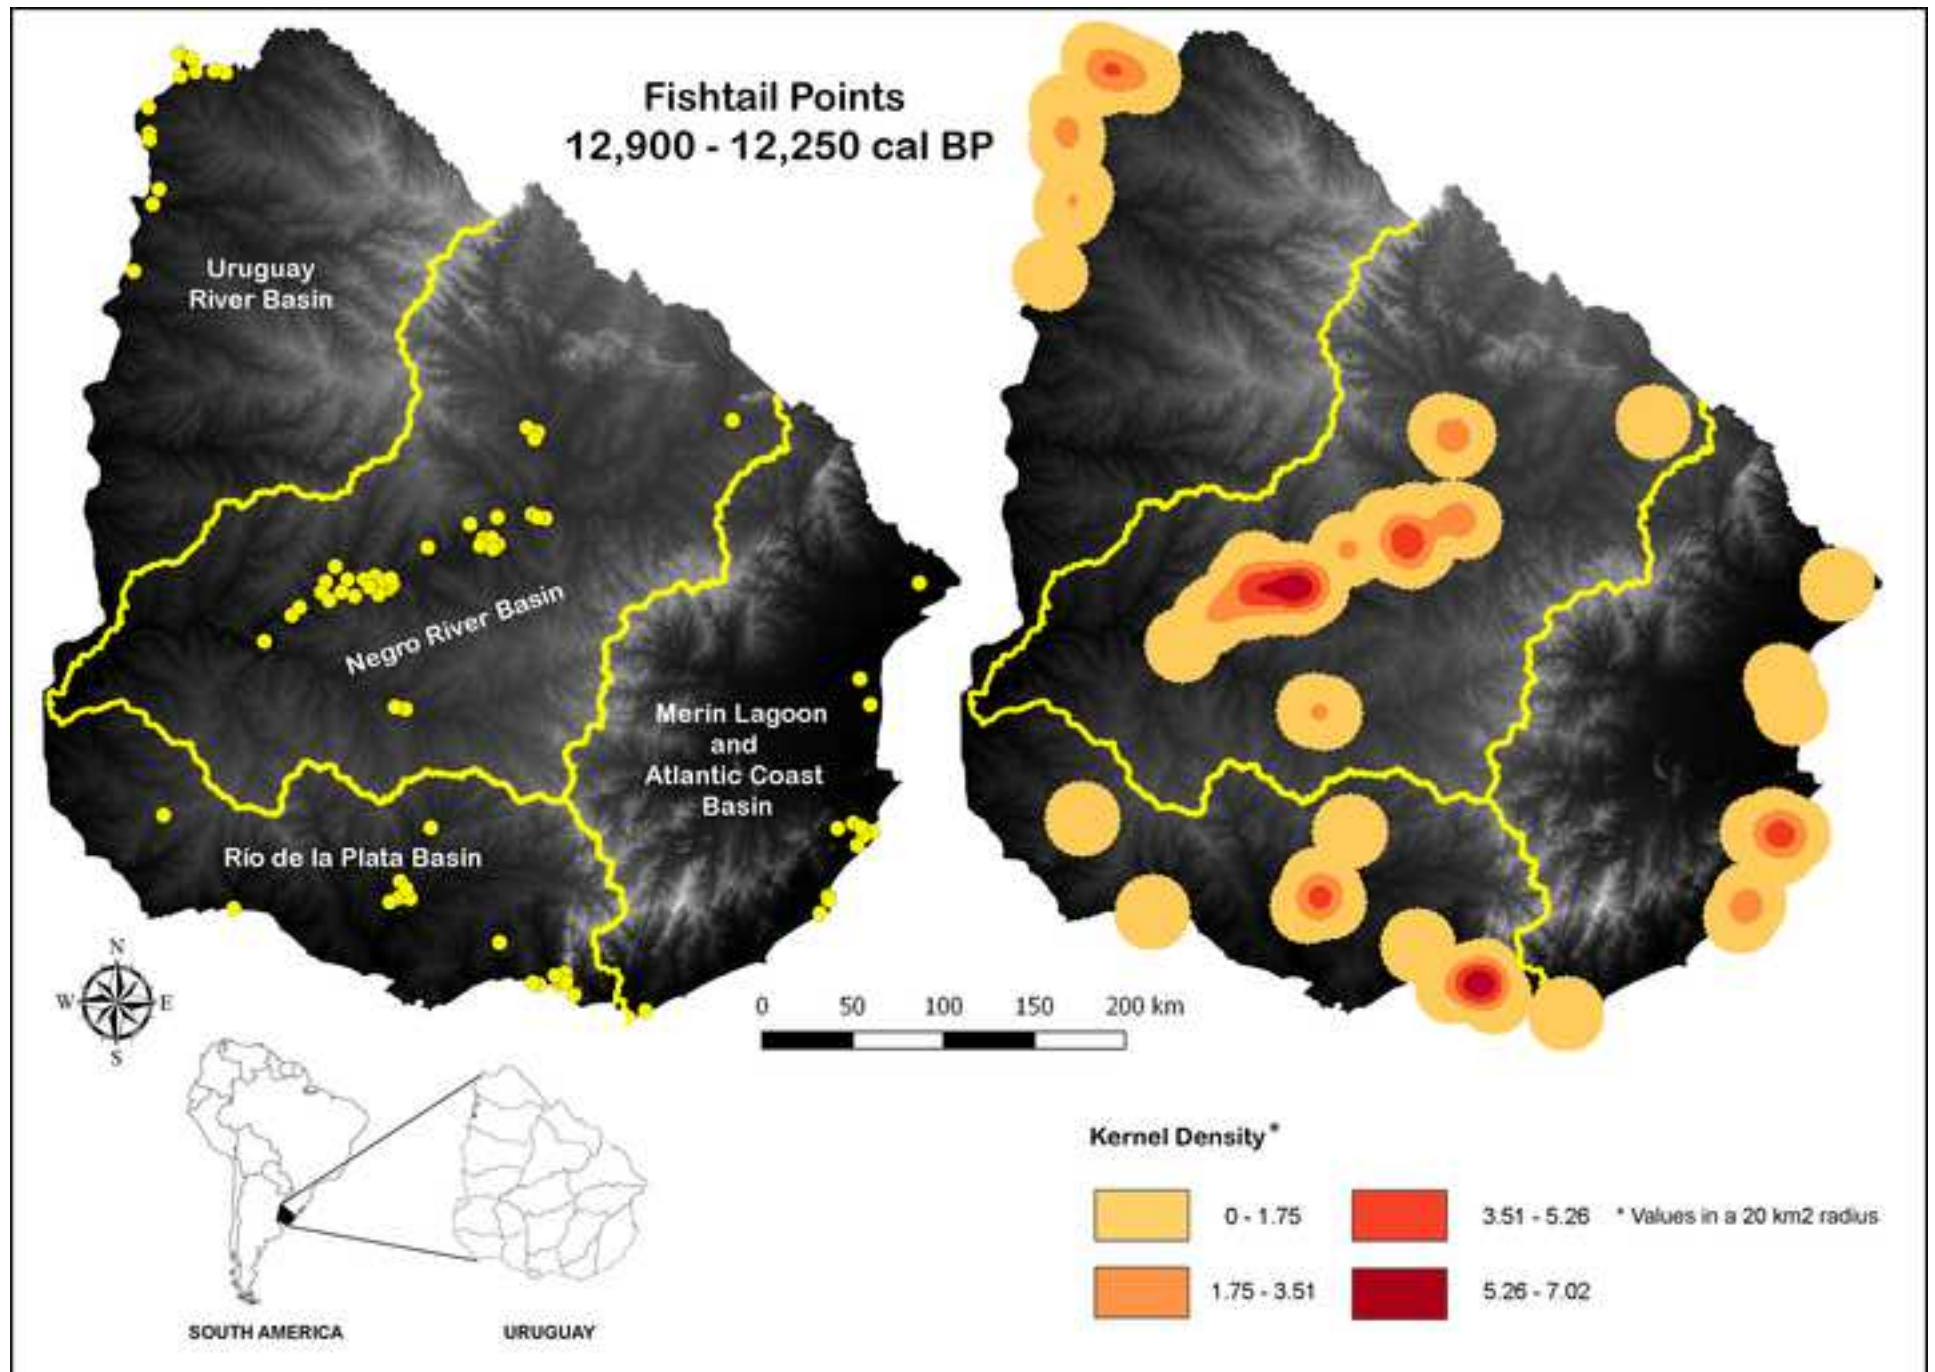 Fishtail Points
12,900 - 12,250 cal BP
Uruguay
River Basin
Negro River Basin
Merin Lagoon
and
Atlantic Coast
Basin
Río de la Plata Basin
N
W
E
S
0 50 100 150 200 km
SOUTH AMERICA
URUGUAY
Kernel Density*
0 - 1.75
3.51 - 5.26
* Values in a 20 km2 radius
1.75 - 3.51
5.26 - 7.02